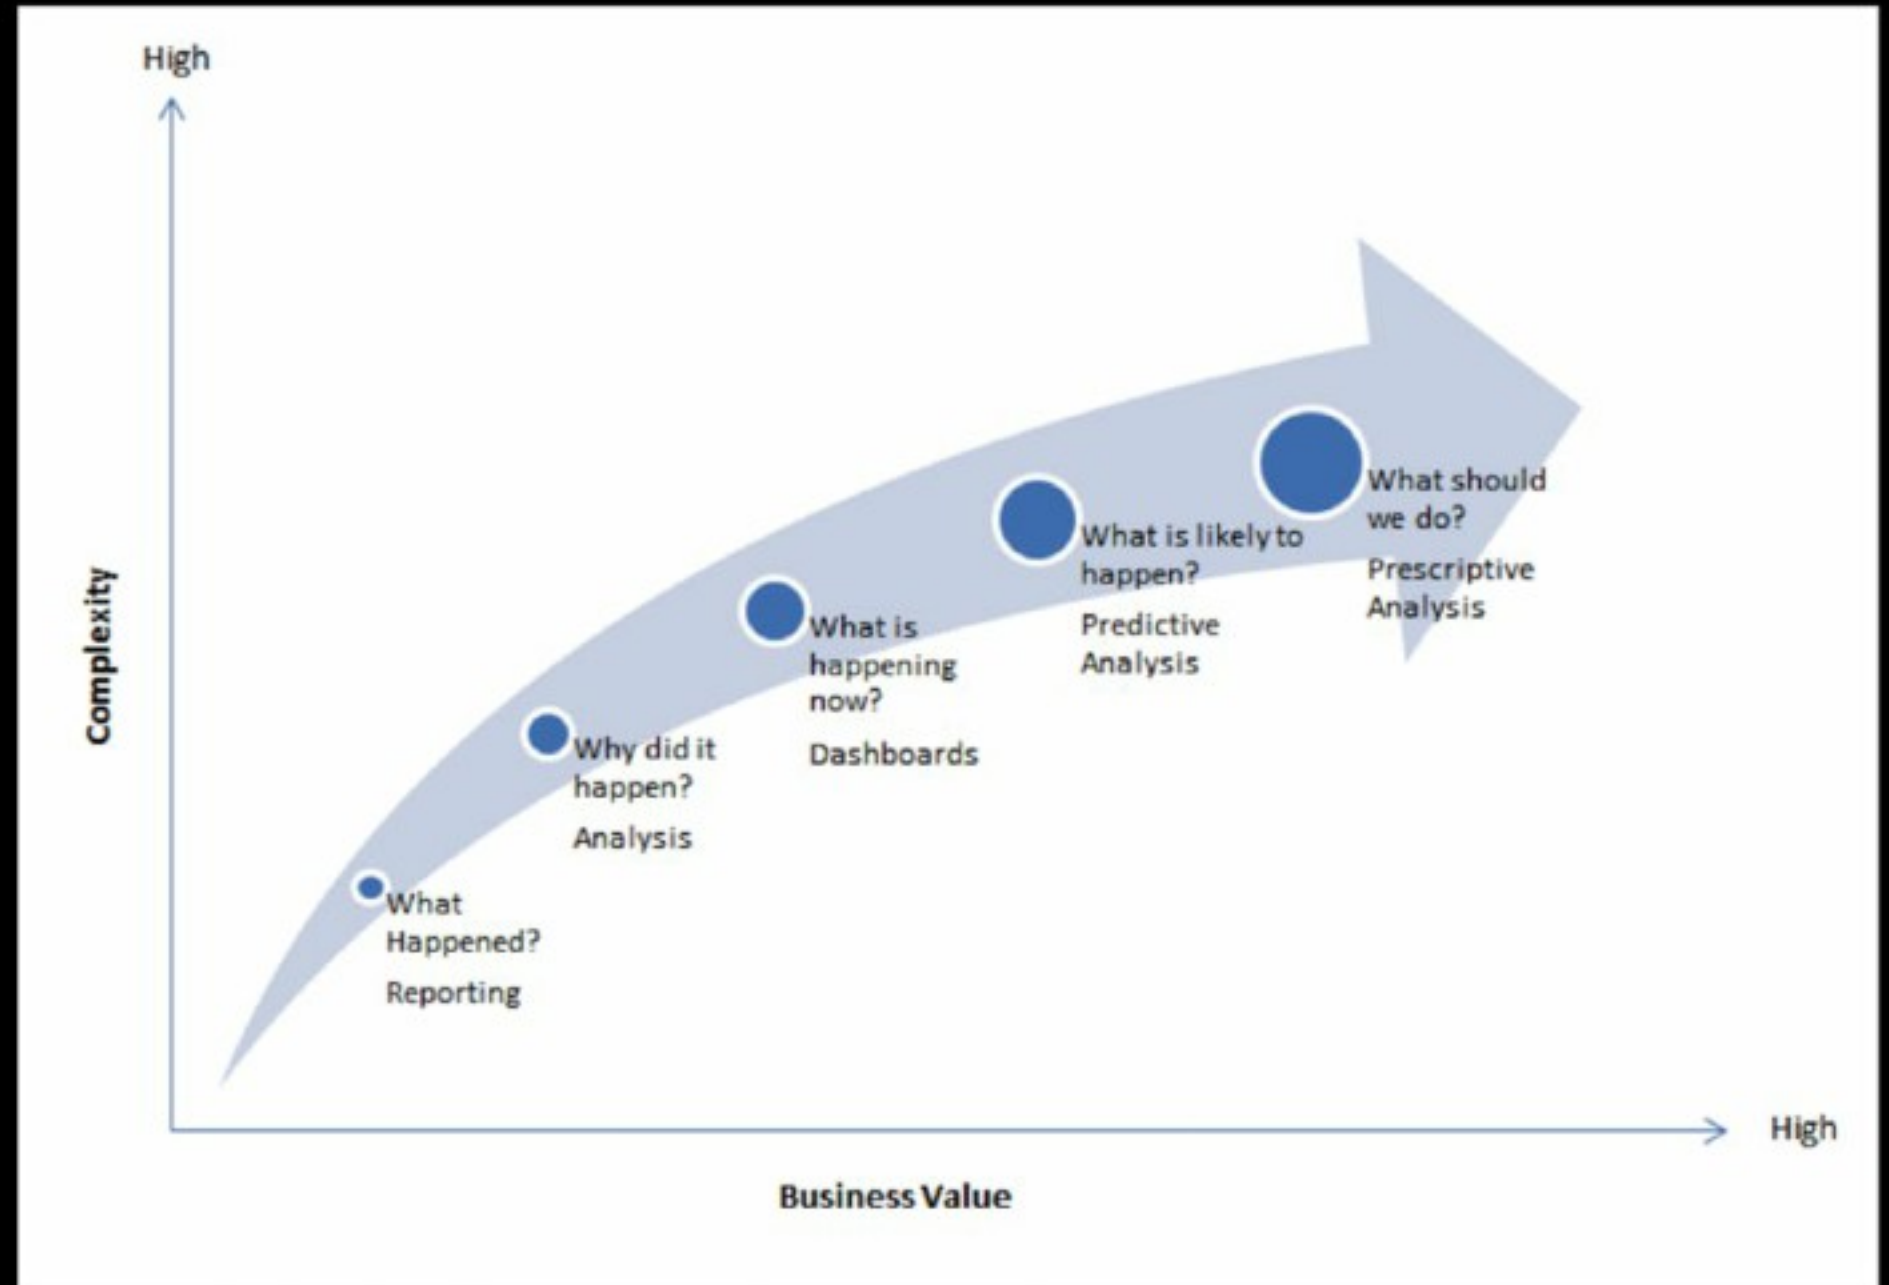 High
Complexity
What should
we do?
Prescriptive
Analysis
What is likely to
happen?
Predictive
Analysis
What is
happening
now?
Dashboards
Why did it
happen?
Analysis
What
Happened?
Reporting
High
Business Value